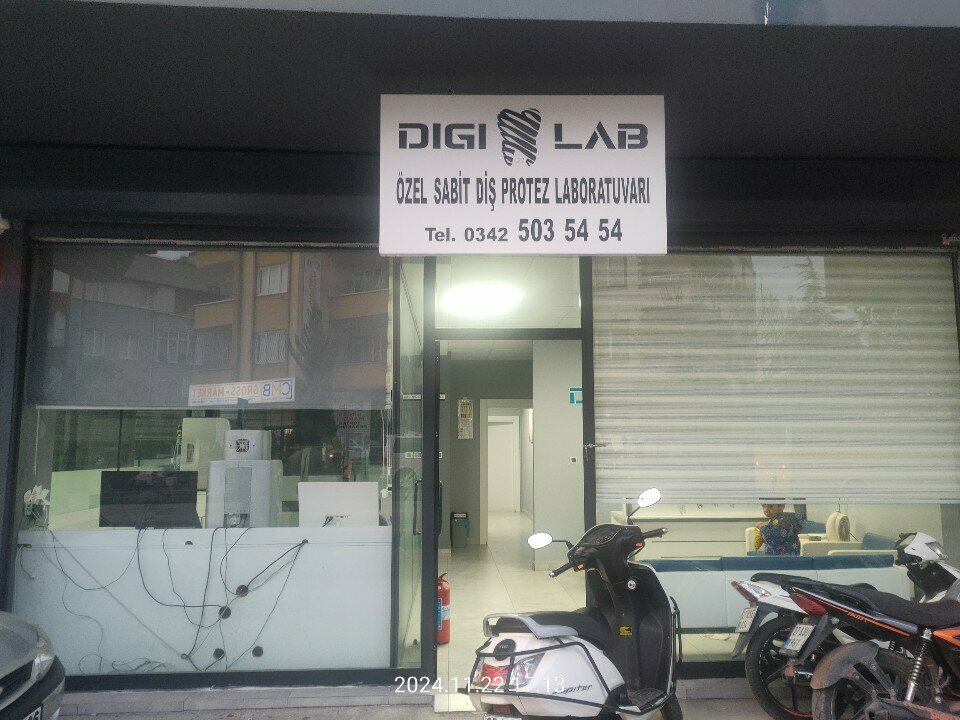 DIGI LAB
ÖZEL SABİT DİŞ PROTEZ LABORATUVARI
Tel. 0342 503 54 54
CMB GROSS-MARKET
Jupiter
2024.11.22 17:13